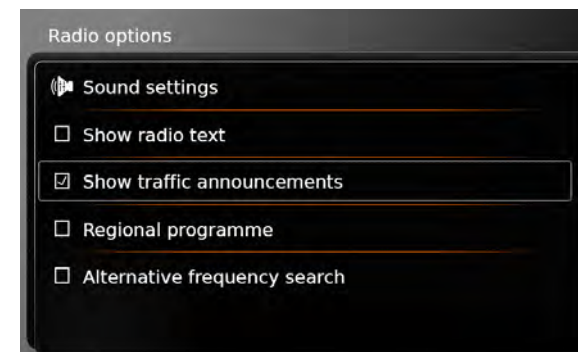 Radio options
Sound settings
Show radio text
Show traffic announcements
Regional programme
Alternative frequency search